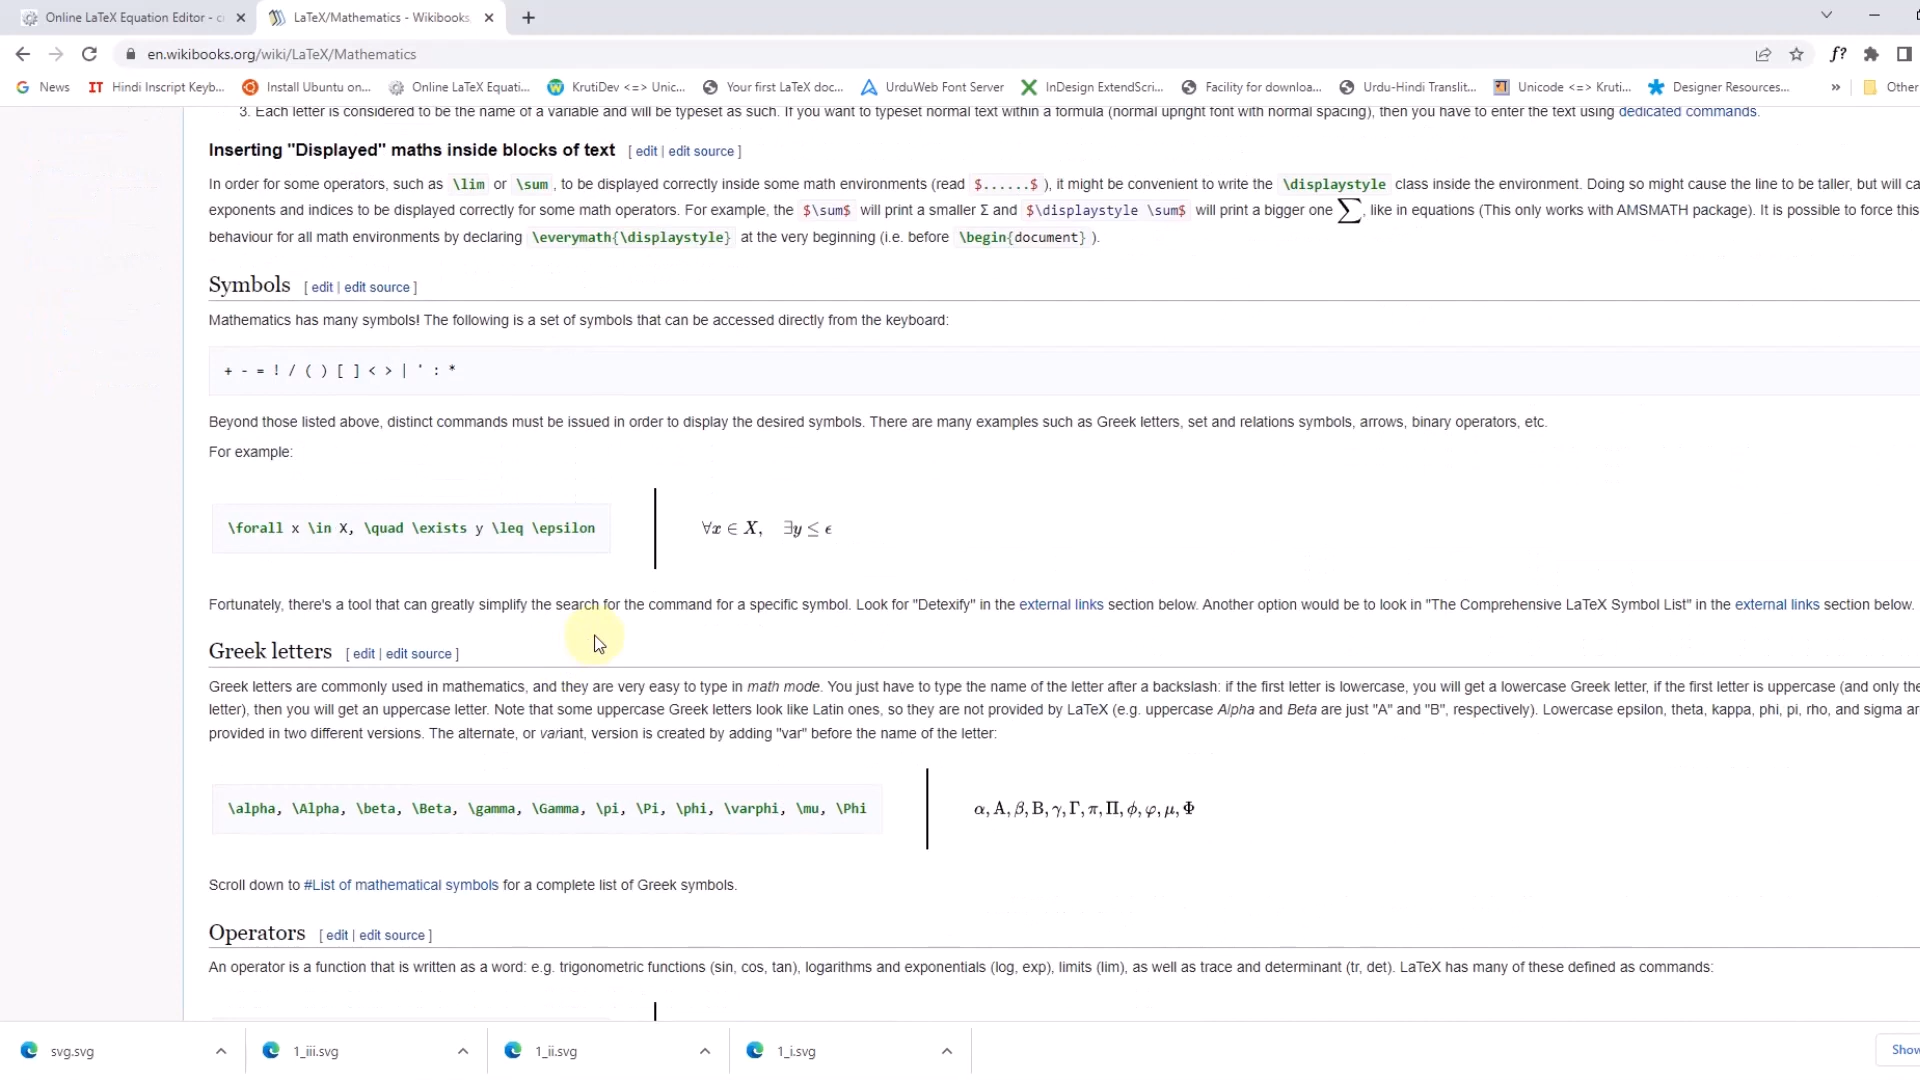 Online LaTeX Equation Editor - c
LaTeX/Mathematics - Wikibooks
en.wikibooks.org/wiki/LaTeX/Mathematics
f?
News
Hindi Inscript Keyb...
Install Ubuntu on...
Online LaTeX Equati...
KrutiDev <=> Unic...
Your first LaTeX doc...
UrduWeb Font Server
InDesign ExtendScri...
Facility for downloa...
Urdu-Hindi Translit...
Unicode <=> Kruti...
Designer Resources...
»
Other
3. Each letter is considered to be the name of a variable and will be typeset as such. If you want to typeset normal text within a formula (normal upright font with normal spacing), then you have to enter the text using dedicated commands.
Inserting "Displayed" maths inside blocks of text [ edit | edit source ]
In order for some operators, such as \lim or \sum , to be displayed correctly inside some math environments (read $......$ ), it might be convenient to write the \displaystyle class inside the environment. Doing so might cause the line to be taller, but will ca
exponents and indices to be displayed correctly for some math operators. For example, the $\sum$ will print a smaller Σ and $\displaystyle \sum$ will print a bigger one ∑, like in equations (This only works with AMSMATH package). It is possible to force this
behaviour for all math environments by declaring \everymath{\displaystyle} at the very beginning (i.e. before \begin{document} ).
Symbols [ edit | edit source ]
Mathematics has many symbols! The following is a set of symbols that can be accessed directly from the keyboard:
+ - = ! / ( ) [ ] < > | ' : *
Beyond those listed above, distinct commands must be issued in order to display the desired symbols. There are many examples such as Greek letters, set and relations symbols, arrows, binary operators, etc.
For example:
\forall x \in X, \quad \exists y \leq \epsilon
∀x ∈ X, ∃y ≤ ϵ
Fortunately, there's a tool that can greatly simplify the search for the command for a specific symbol. Look for "Detexify" in the external links section below. Another option would be to look in "The Comprehensive LaTeX Symbol List" in the external links section below.
Greek letters [ edit | edit source ]
Greek letters are commonly used in mathematics, and they are very easy to type in math mode. You just have to type the name of the letter after a backslash: if the first letter is lowercase, you will get a lowercase Greek letter, if the first letter is uppercase (and only the
letter), then you will get an uppercase letter. Note that some uppercase Greek letters look like Latin ones, so they are not provided by LaTeX (e.g. uppercase Alpha and Beta are just "A" and "B", respectively). Lowercase epsilon, theta, kappa, phi, pi, rho, and sigma ar
provided in two different versions. The alternate, or variant, version is created by adding "var" before the name of the letter:
\alpha, \Alpha, \beta, \Beta, \gamma, \Gamma, \pi, \Pi, \phi, \varphi, \mu, \Phi
α, A, β, B, γ, Γ, π, Π, ϕ, φ, μ, Φ
Scroll down to #List of mathematical symbols for a complete list of Greek symbols.
Operators [ edit | edit source ]
An operator is a function that is written as a word: e.g. trigonometric functions (sin, cos, tan), logarithms and exponentials (log, exp), limits (lim), as well as trace and determinant (tr, det). LaTeX has many of these defined as commands:
svg.svg
1_iii.svg
1_ii.svg
1_i.svg
Show